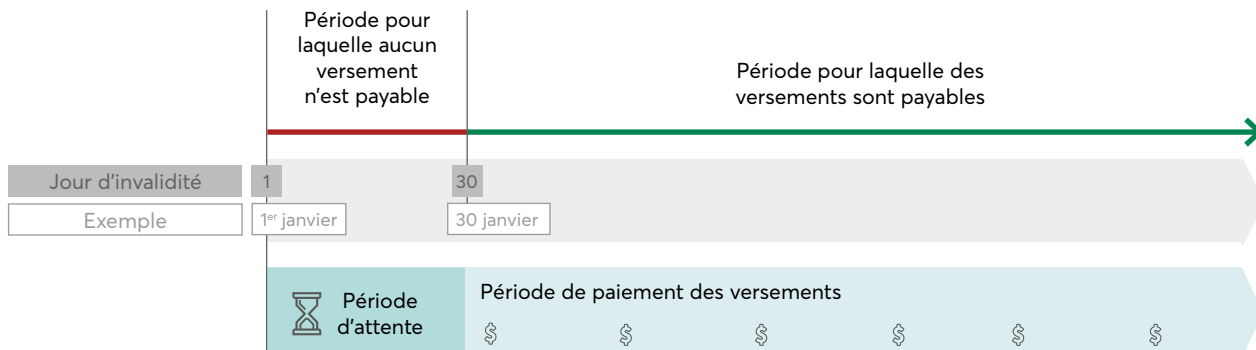 Période pour
laquelle aucun
versement
n'est payable
Période pour laquelle des
versements sont payables
Jour d'invalidité
1
30
Exemple
1er janvier
30 janvier
Période
d'attente
Période de paiement des versements
$ $ $ $ $ $